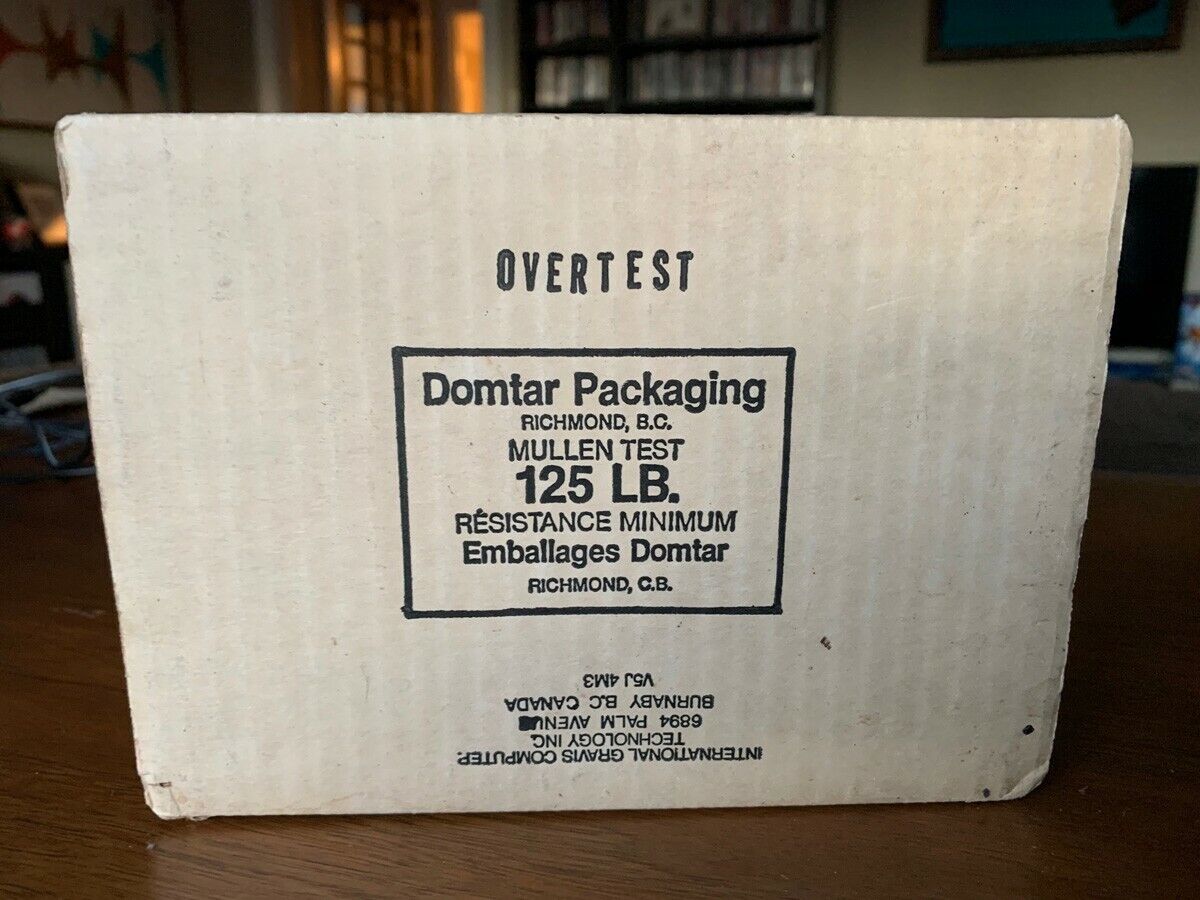 OVERTEST
Domtar Packaging
RICHMOND, B.C.
MULLEN TEST
125 LB.
RÉSISTANCE MINIMUM
Emballages Domtar
RICHMOND, C.B.
INTERNATIONAL GRAVIS COMPUTER
TECHNOLOGY INC.
6894 PALM AVENUE
BURNABY B.C. CANADA
V5J 4M3